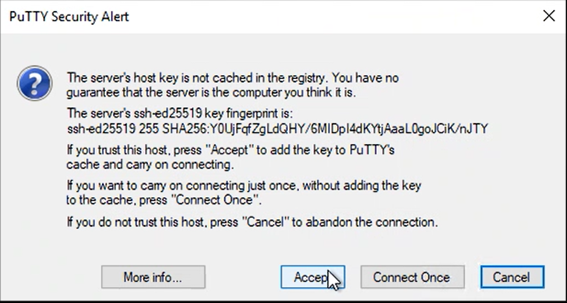 PuTTY Security Alert
The server's host key is not cached in the registry. You have no
guarantee that the server is the computer you think it is.
The server's ssh-ed25519 key fingerprint is:
ssh-ed25519 255 SHA256:Y0UjFqfZgLdQHY/6MIDpI4dKYtjAaaL0goJCiK/nJTY
If you trust this host, press "Accept" to add the key to PuTTY's
cache and carry on connecting.
If you want to carry on connecting just once, without adding the key
to the cache, press "Connect Once".
If you do not trust this host, press "Cancel" to abandon the connection.
More info... Accep Connect Once Cancel